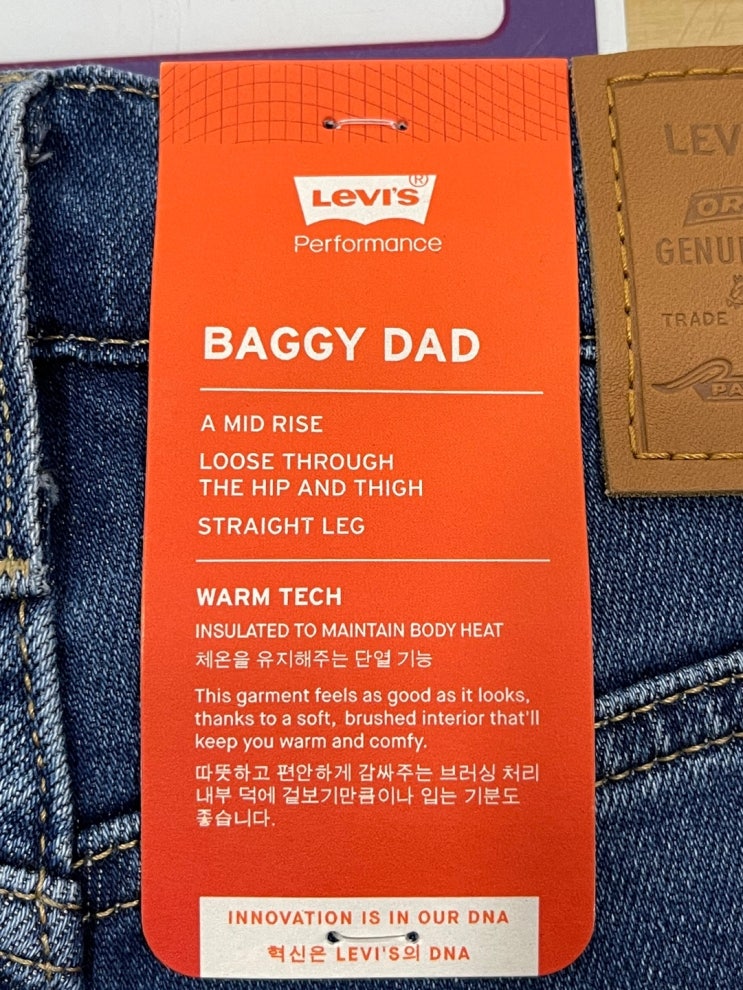 LEVI'S®
Performance
BAGGY DAD
A MID RISE
LOOSE THROUGH
THE HIP AND THIGH
STRAIGHT LEG
WARM TECH
INSULATED TO MAINTAIN BODY HEAT
체온을 유지해주는 단열 기능
This garment feels as good as it looks,
thanks to a soft, brushed interior that'll
keep you warm and comfy.
따뜻하고 편안하게 감싸주는 브러싱 처리
내부 덕에 겉보기만큼이나 입는 기분도
좋습니다.
INNOVATION IS IN OUR DNA
혁신은 LEVI'S의 DNA
TRADE